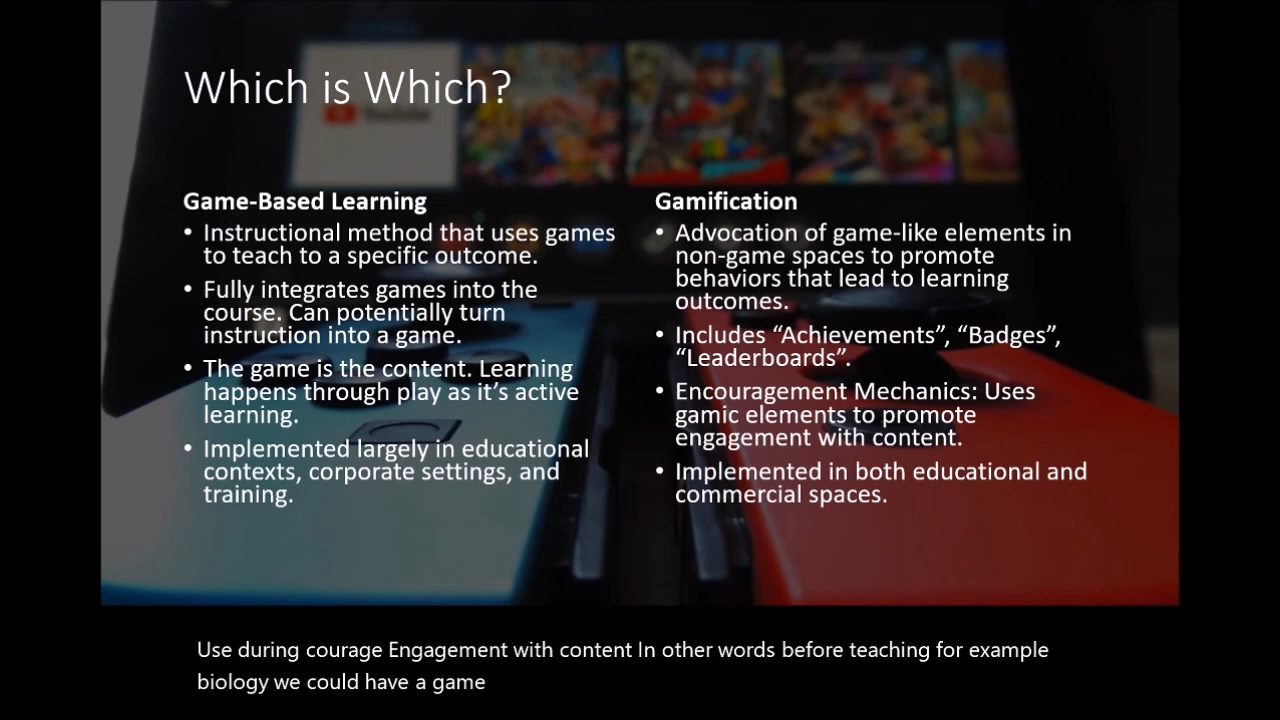 Which is Which?
YouTube
Game-Based Learning
• Instructional method that uses games
to teach to a specific outcome.
• Fully integrates games into the
course. Can potentially turn
instruction into a game.
• The game is the content. Learning
happens through play as it’s active
learning.
• Implemented largely in educational
contexts, corporate settings, and
training.
Gamification
• Advocation of game-like elements in
non-game spaces to promote
behaviors that lead to learning
outcomes.
• Includes “Achievements”, “Badges”,
“Leaderboards”.
• Encouragement Mechanics: Uses
gamic elements to promote
engagement with content.
• Implemented in both educational and
commercial spaces.
Use during courage Engagement with content In other words before teaching for example
biology we could have a game